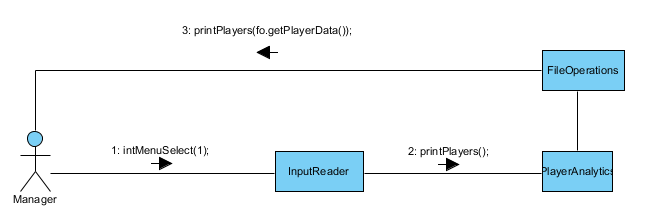 3: printPlayers(fo.getPlayerData());
FileOperations
1: intMenuSelect(1);
2: printPlayers();
InputReader
PlayerAnalytics
Manager